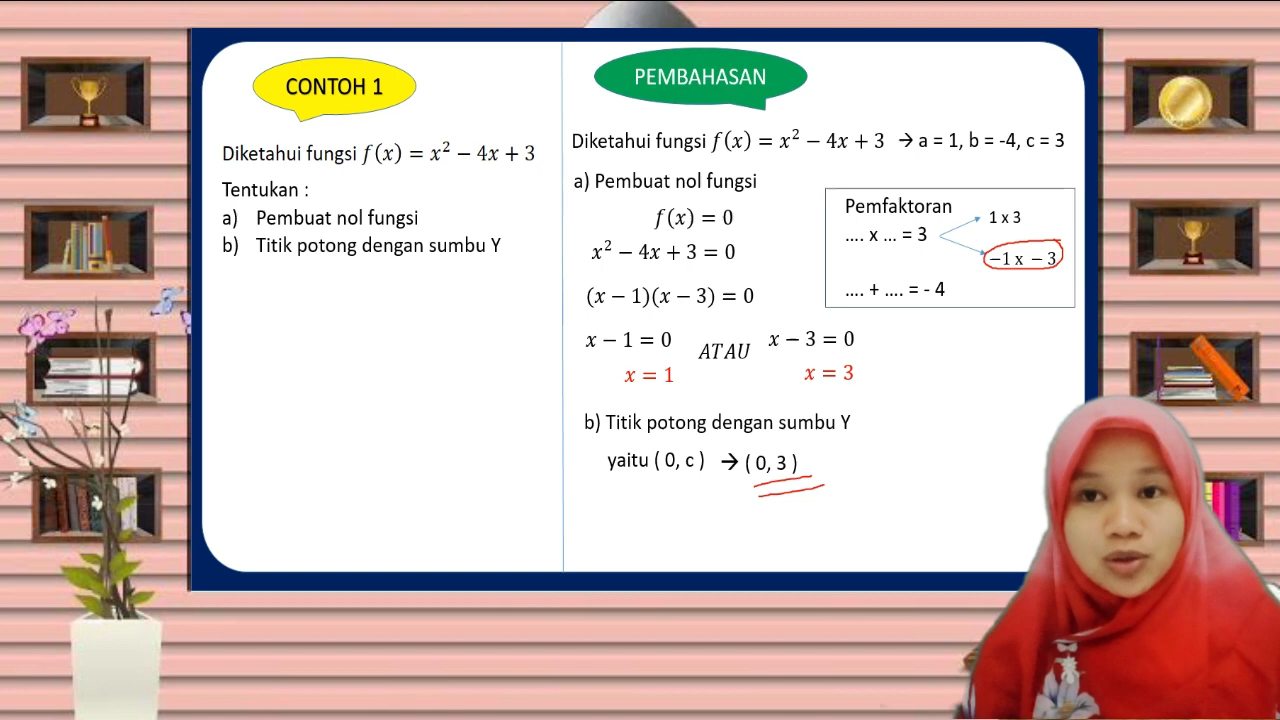 CONTOH 1
Diketahui fungsi f(x) = x² − 4x + 3
Tentukan :
a) Pembuat nol fungsi
b) Titik potong dengan sumbu Y
PEMBAHASAN
Diketahui fungsi f(x) = x² − 4x + 3 → a = 1, b = -4, c = 3
a) Pembuat nol fungsi
f(x) = 0
x² − 4x + 3 = 0
(x − 1)(x − 3) = 0
x − 1 = 0 ATAU x − 3 = 0
x = 1 x = 3
Pemfaktoran
1 x 3
.... x ... = 3
−1 x − 3
.... + .... = - 4
b) Titik potong dengan sumbu Y
yaitu ( 0, c ) → ( 0, 3 )